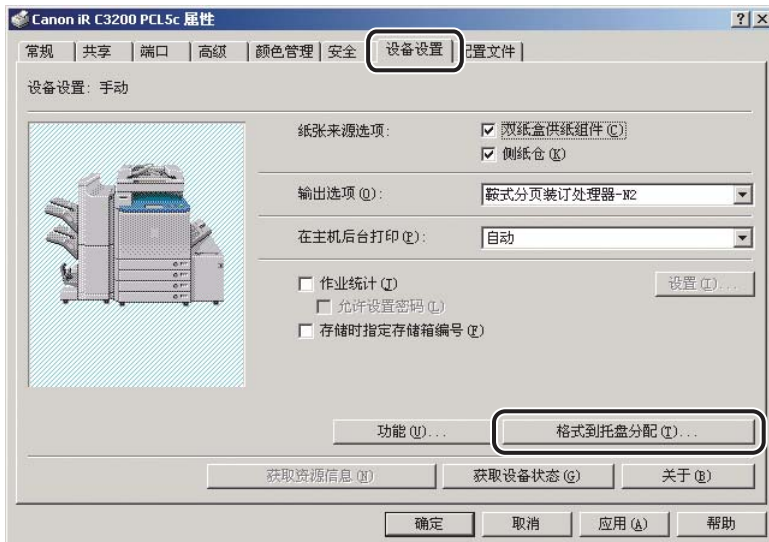 Canon iR C3200 PCL5c 属性
常规 共享 端口 高级 颜色管理 安全 设备设置 配置文件
设备设置: 手动
纸张来源选项: 双纸盒供纸组件(C)
侧纸仓(K)
输出选项(O): 鞍式分页装订处理器-N2
在主机后台打印(P): 自动
作业统计(J) 设置(I)...
允许设置密码(L)
存储时指定存储箱编号(F)
功能(U)... 格式到托盘分配(T)...
获取资源信息(N) 获取设备状态(G) 关于(B)
确定 取消 应用(A) 帮助